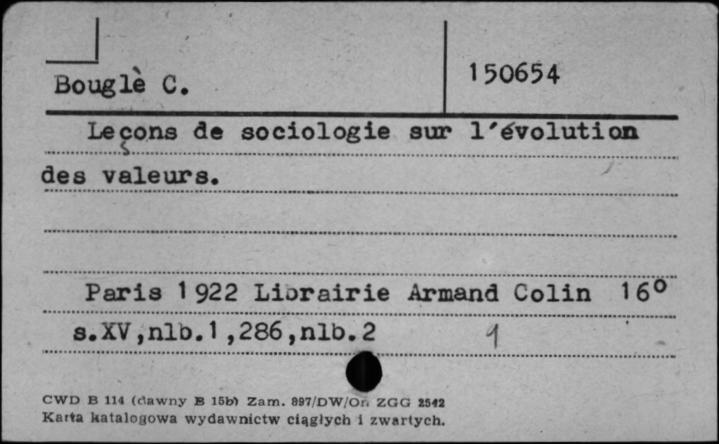 Bouglè C.
150654
Leçons de sociologie sur l'évolution
des valeurs.
Paris 1922 Librairie Armand Colin 16°
s.XV,nlb.1,286,nlb.2 1
CWD B 114 (dawny B 15b) Zam. 897/DW/On ZGG 2542
Karta katalogowa wydawnictw ciągłych i zwartych.